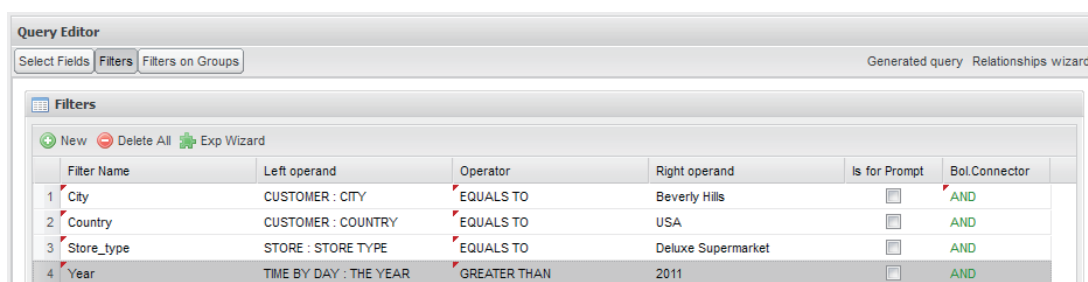 Query Editor
Select Fields Filters Filters on Groups Generated query Relationships wizard
Filters
New Delete All Exp Wizard
Filter Name Left operand Operator Right operand Is for Prompt Bol.Connector
1 City CUSTOMER : CITY EQUALS TO Beverly Hills AND
2 Country CUSTOMER : COUNTRY EQUALS TO USA AND
3 Store_type STORE : STORE TYPE EQUALS TO Deluxe Supermarket AND
4 Year TIME BY DAY : THE YEAR GREATER THAN 2011 AND